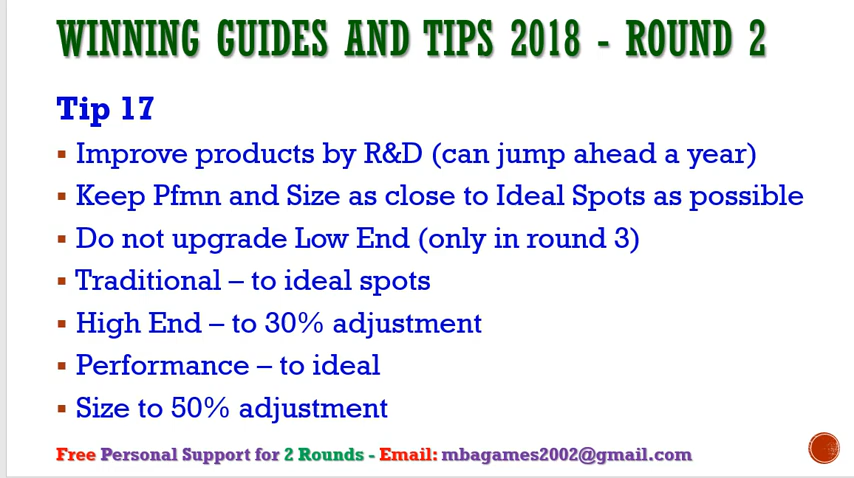 WINNING GUIDES AND TIPS 2018 - ROUND 2
Tip 17
▪ Improve products by R&D (can jump ahead a year)
▪ Keep Pfmn and Size as close to Ideal Spots as possible
▪ Do not upgrade Low End (only in round 3)
▪ Traditional – to ideal spots
▪ High End – to 30% adjustment
▪ Performance – to ideal
▪ Size to 50% adjustment
Free Personal Support for 2 Rounds - Email: mbagames2002@gmail.com